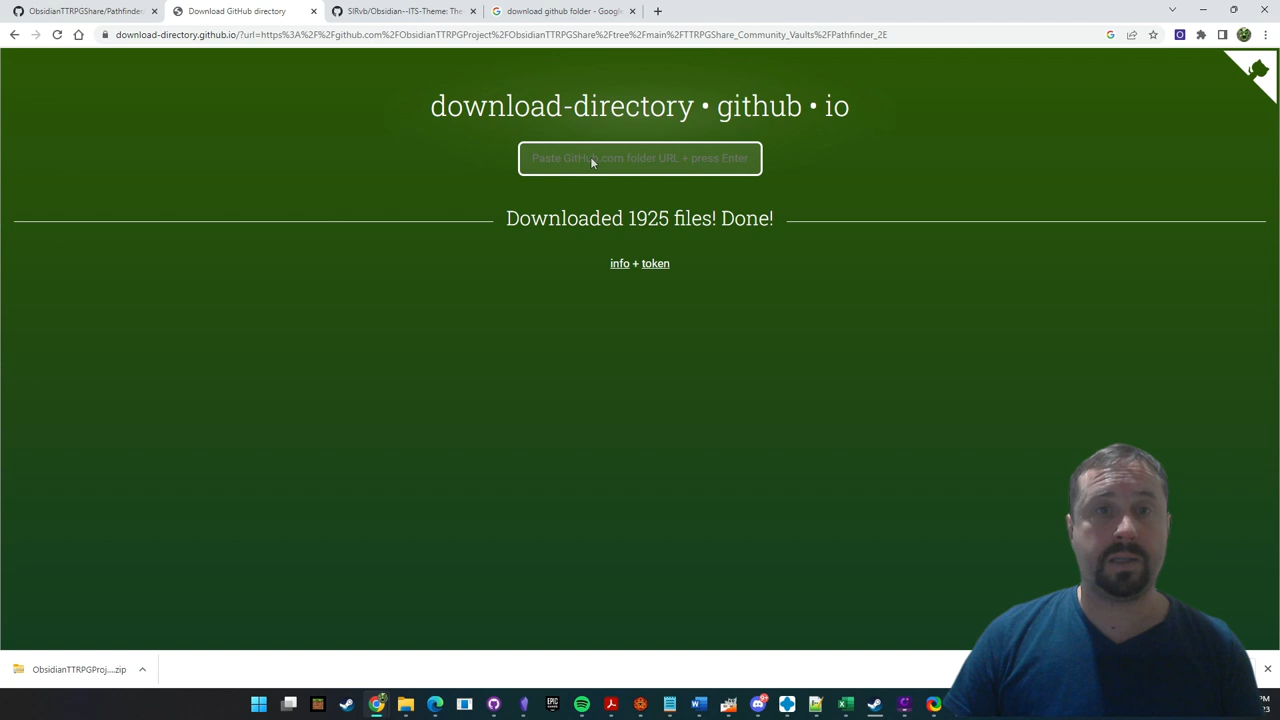 ObsidianTTRPGShare/Pathfinder
Download GitHub directory
SlRvb/Obsidian--ITS-Theme: The
download github folder - Google
download-directory.github.io/?url=https%3A%2F%2Fgithub.com%2FObsidianTTRPGProject%2FObsidianTTRPGShare%2Ftree%2Fmain%2FTTRPGShare_Community_Vaults%2FPathfinder_2E
download-directory • github • io
Paste GitHub.com folder URL + press Enter
Downloaded 1925 files! Done!
info + token
ObsidianTTRPGProj....zip